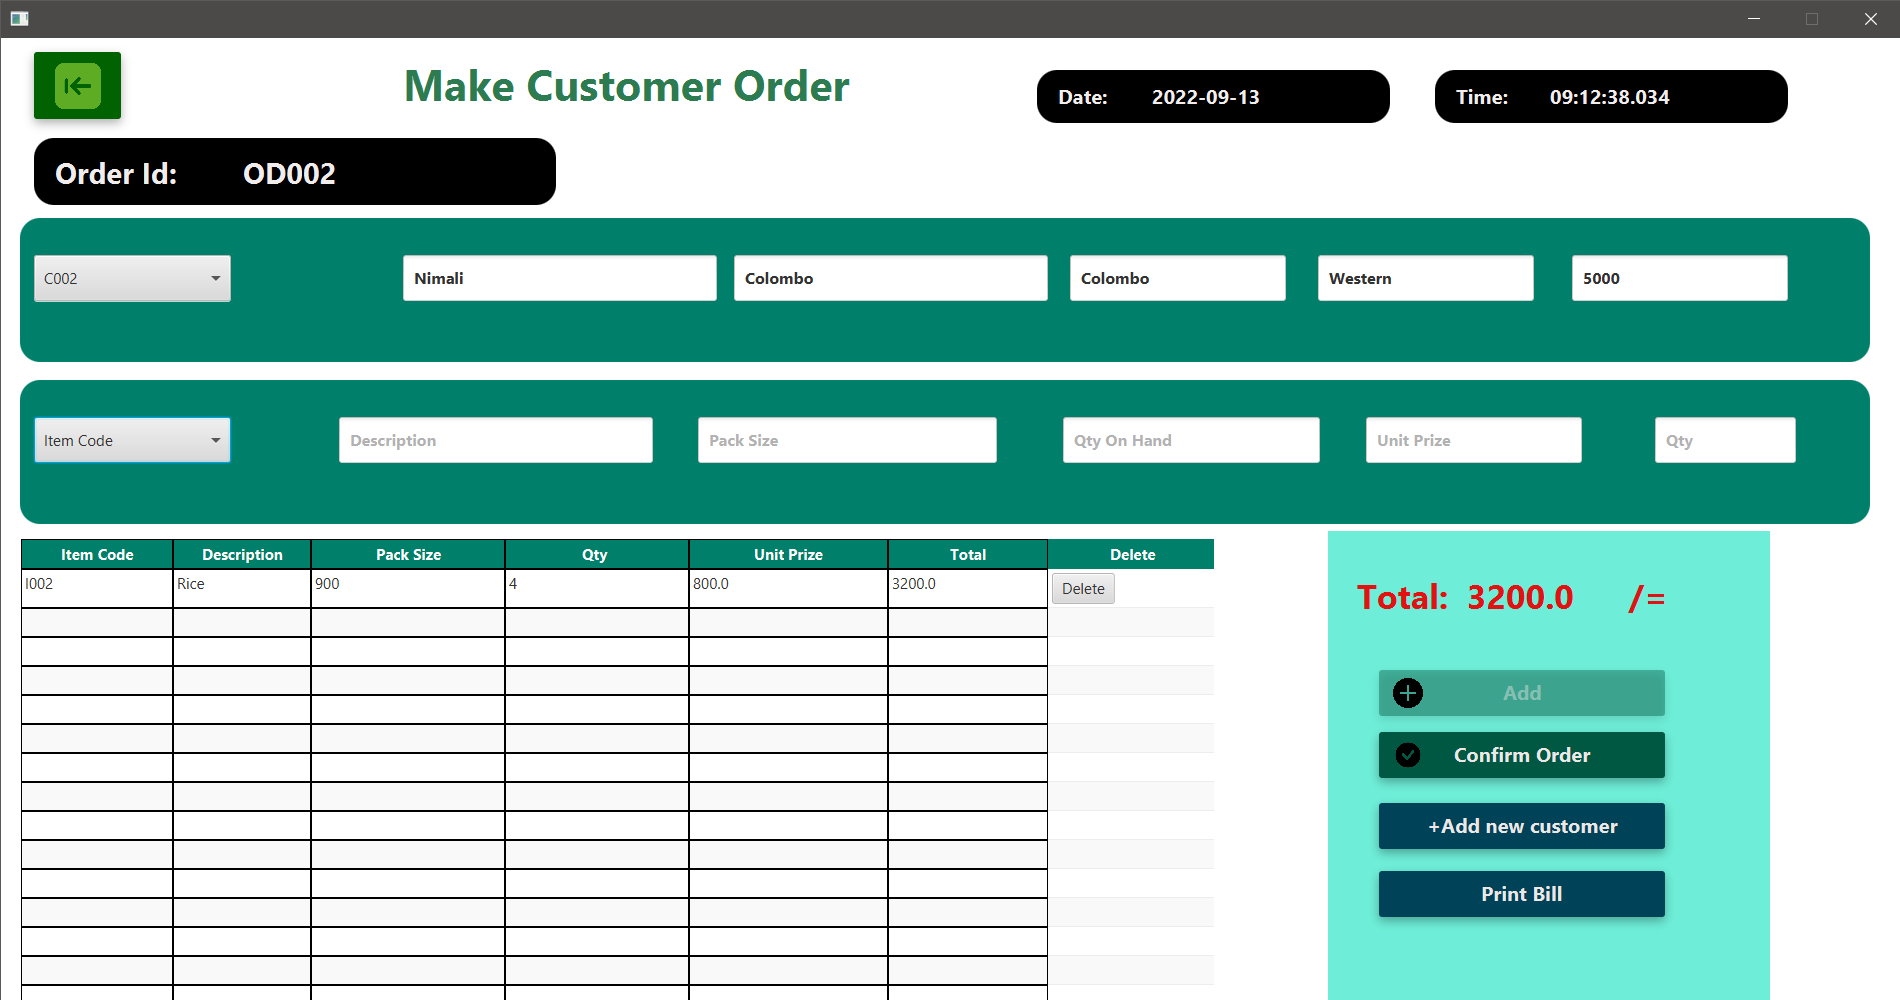 Make Customer Order
Date: 2022-09-13
Time: 09:12:38.034
Order Id: OD002
C002 Nimali Colombo Colombo Western 5000
Item Code Description Pack Size Qty On Hand Unit Prize Qty
Item Code Description Pack Size Qty Unit Prize Total Delete
I002 Rice 900 4 800.0 3200.0 Delete
Total: 3200.0 /=
Add
Confirm Order
+Add new customer
Print Bill